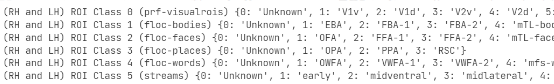 (RH and LH) ROI Class 0 (prf-visualrois) {0: 'Unknown', 1: 'V1v', 2: 'V1d', 3: 'V2v', 4: 'V2d', 5:
(RH and LH) ROI Class 1 (floc-bodies) {0: 'Unknown', 1: 'EBA', 2: 'FBA-1', 3: 'FBA-2', 4: 'mTL-bod
(RH and LH) ROI Class 2 (floc-faces) {0: 'Unknown', 1: 'OFA', 2: 'FFA-1', 3: 'FFA-2', 4: 'mTL-face
(RH and LH) ROI Class 3 (floc-places) {0: 'Unknown', 1: 'OPA', 2: 'PPA', 3: 'RSC'}
(RH and LH) ROI Class 4 (floc-words) {0: 'Unknown', 1: 'OWFA', 2: 'VWFA-1', 3: 'VWFA-2', 4: 'mfs-
(RH and LH) ROI Class 5 (streams) {0: 'Unknown', 1: 'early', 2: 'midventral', 3: 'midlateral', 4: